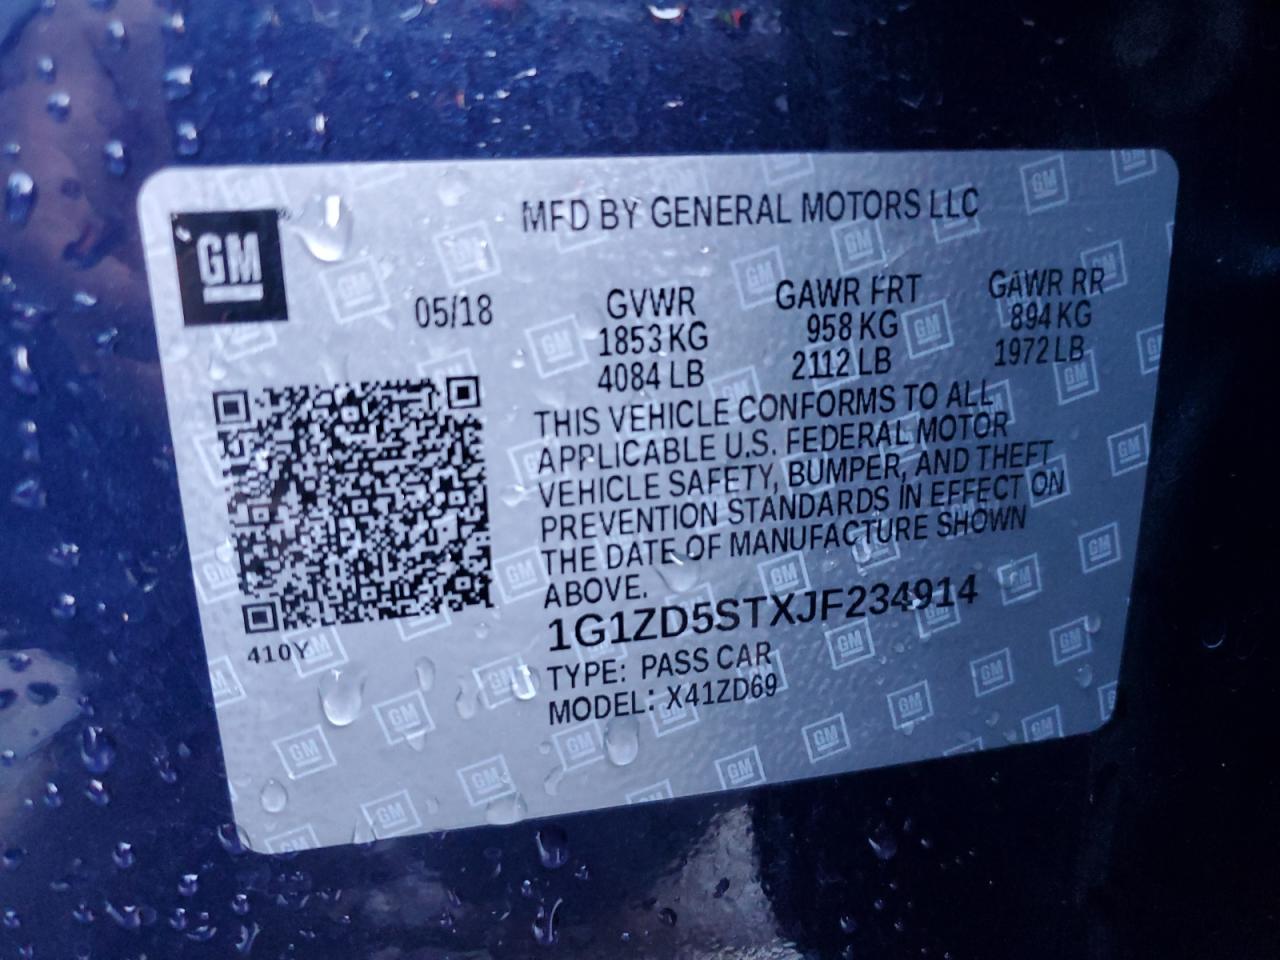 MFD BY GENERAL MOTORS LLC
GM
05/18
GVWR
1853 KG
4084 LB
GAWR FRT
958 KG
2112 LB
GAWR RR
894 KG
1972 LB
THIS VEHICLE CONFORMS TO ALL
APPLICABLE U.S. FEDERAL MOTOR
VEHICLE SAFETY, BUMPER, AND THEFT
PREVENTION STANDARDS IN EFFECT ON
THE DATE OF MANUFACTURE SHOWN
ABOVE.
1G1ZD5STXJF234914
TYPE: PASS CAR
MODEL: X41ZD69
410Y